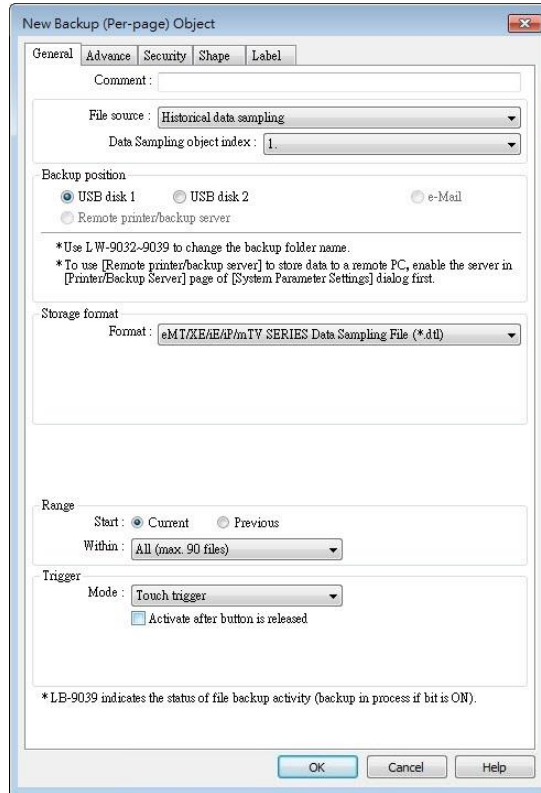 New Backup (Per-page) Object
General Advance Security Shape Label
Comment :
File source : Historical data sampling
Data Sampling object index : 1.
Backup position
USB disk 1 USB disk 2 e-Mail
Remote printer/backup server
*Use LW-9032~9039 to change the backup folder name.
*To use [Remote printer/backup server] to store data to a remote PC, enable the server in
[Printer/Backup Server] page of [System Parameter Settings] dialog first.
Storage format
Format : eMT/XE/iE/iP/mTV SERIES Data Sampling File (*.dtl)
Range
Start : Current Previous
Within : All (max. 90 files)
Trigger
Mode : Touch trigger
Activate after button is released
*LB-9039 indicates the status of file backup activity (backup in process if bit is ON).
OK Cancel Help